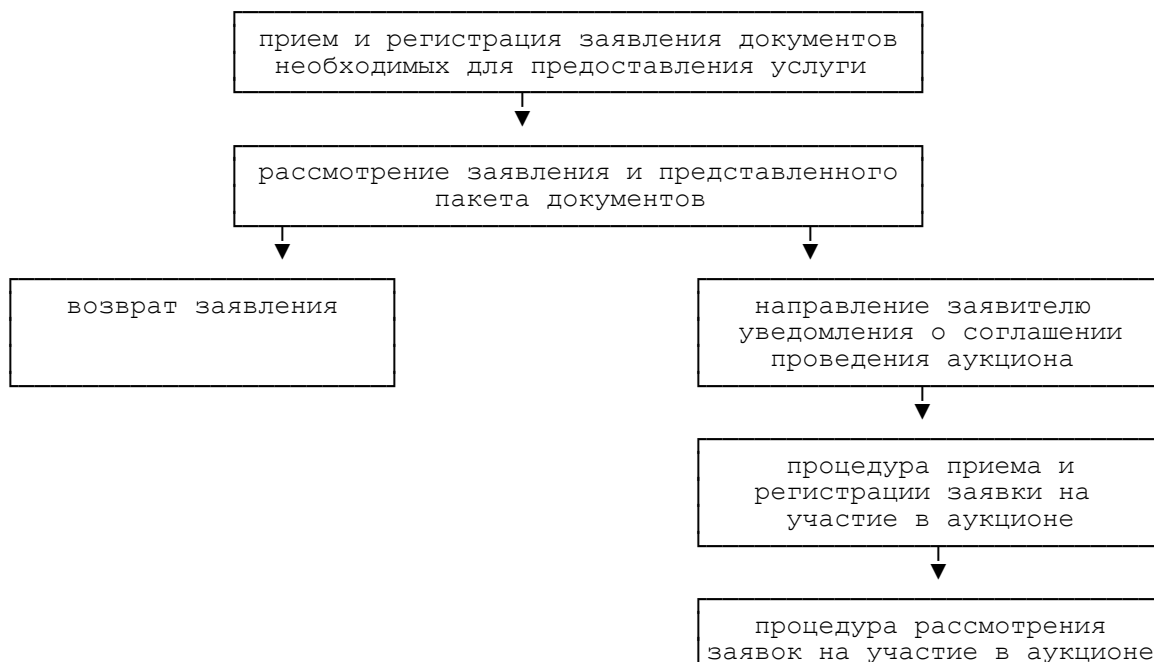 прием и регистрация заявления документов
необходимых для предоставления услуги
рассмотрение заявления и представленного
пакета документов
возврат заявления
направление заявителю
уведомления о соглашении
проведения аукциона
процедура приема и
регистрации заявки на
участие в аукционе
процедура рассмотрения
заявок на участие в аукционе